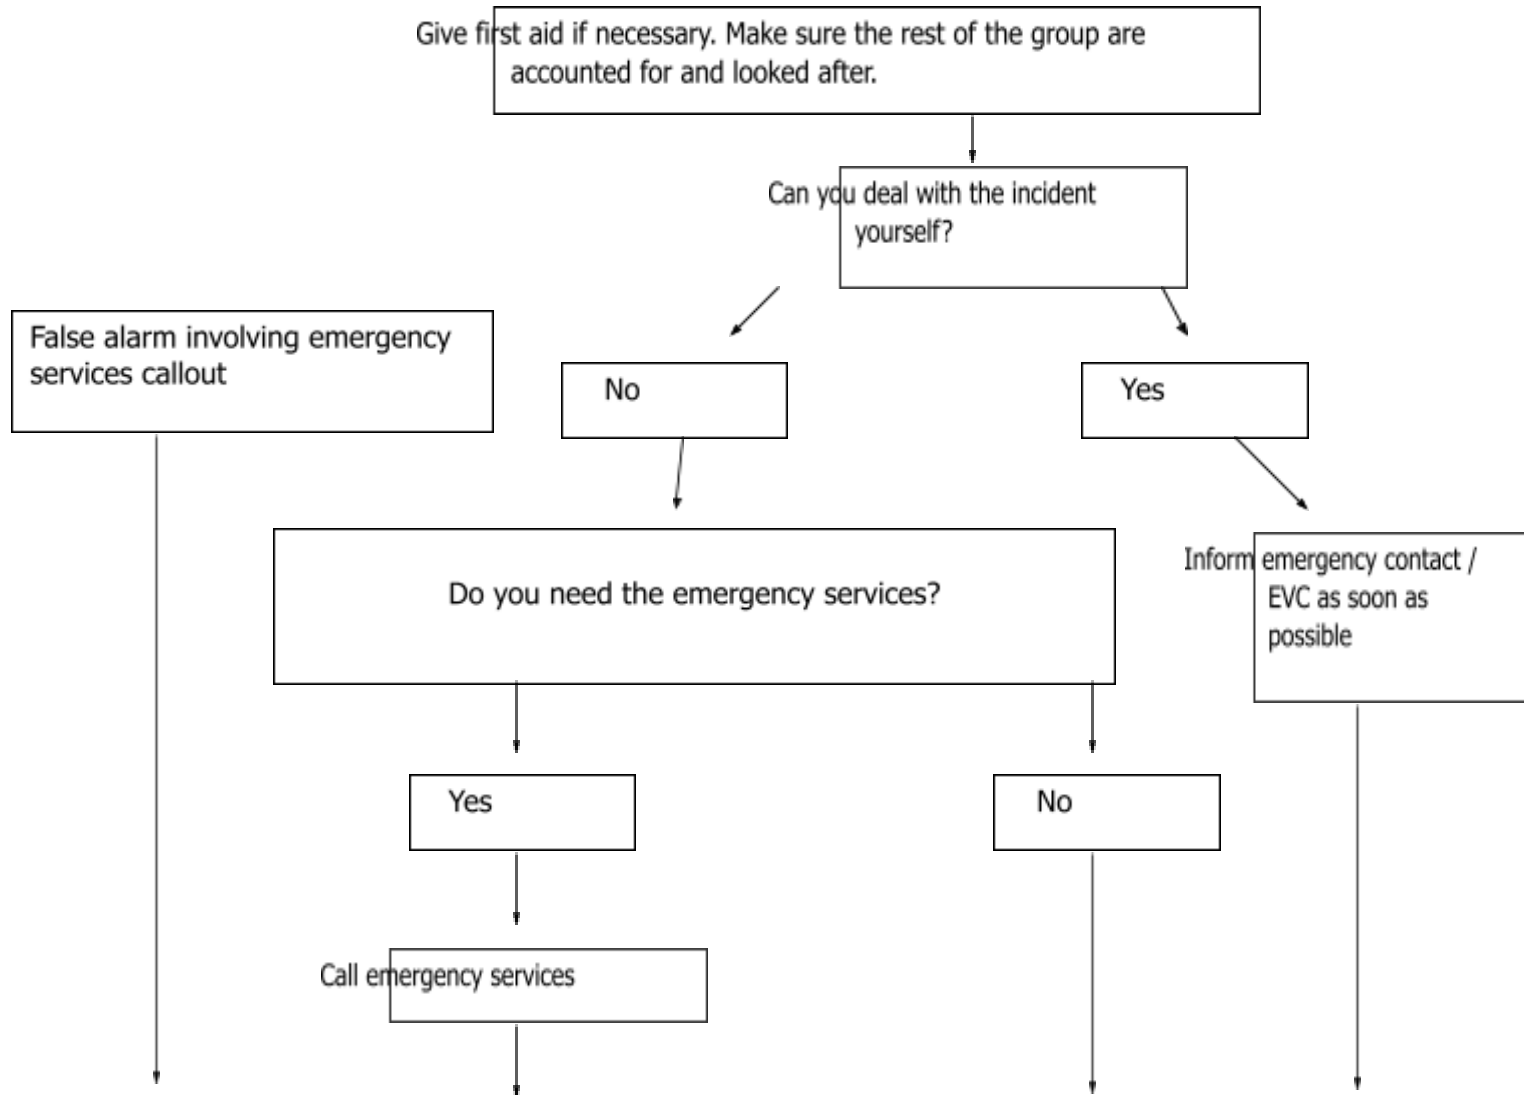 Give first aid if necessary. Make sure the rest of the group are
accounted for and looked after.
Can you deal with the incident
yourself?
False alarm involving emergency
services callout
No
Yes
Do you need the emergency services?
Inform emergency contact /
EVC as soon as
possible
Yes
No
Call emergency services